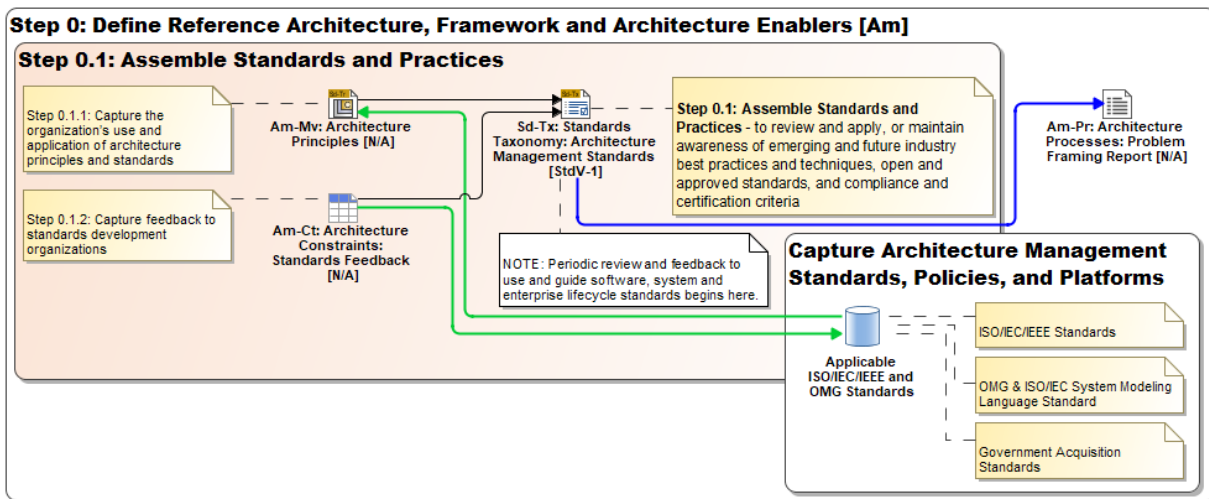 Step 0: Define Reference Architecture, Framework and Architecture Enablers [Am]
Step 0.1: Assemble Standards and Practices
Step 0.1.1: Capture the
organization's use and
application of architecture
principles and standards
Sd-Tr
Am-Mv: Architecture
Principles [N/A]
Sd-Tx
Sd-Tx: Standards
Taxonomy: Architecture
Management Standards
[StdV-1]
Step 0.1: Assemble Standards and
Practices - to review and apply, or maintain
awareness of emerging and future industry
best practices and techniques, open and
approved standards, and compliance and
certification criteria
Am-Pr: Architecture
Processes: Problem
Framing Report [N/A]
Step 0.1.2: Capture feedback to
standards development
organizations
Am-Ct: Architecture
Constraints:
Standards Feedback
[N/A]
NOTE: Periodic review and feedback to
use and guide software, system and
enterprise lifecycle standards begins here.
Capture Architecture Management
Standards, Policies, and Platforms
Applicable
ISO/IEC/IEEE and
OMG Standards
ISO/IEC/IEEE Standards
OMG & ISO/IEC System Modeling
Language Standard
Government Acquisition
Standards